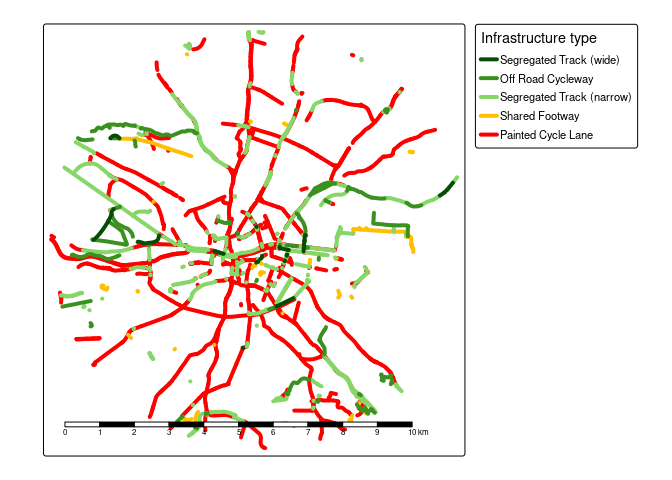 Infrastructure type
Segregated Track (wide)
Off Road Cycleway
Segregated Track (narrow)
Shared Footway
Painted Cycle Lane
0 1 2 3 4 5 6 7 8 9 10 km